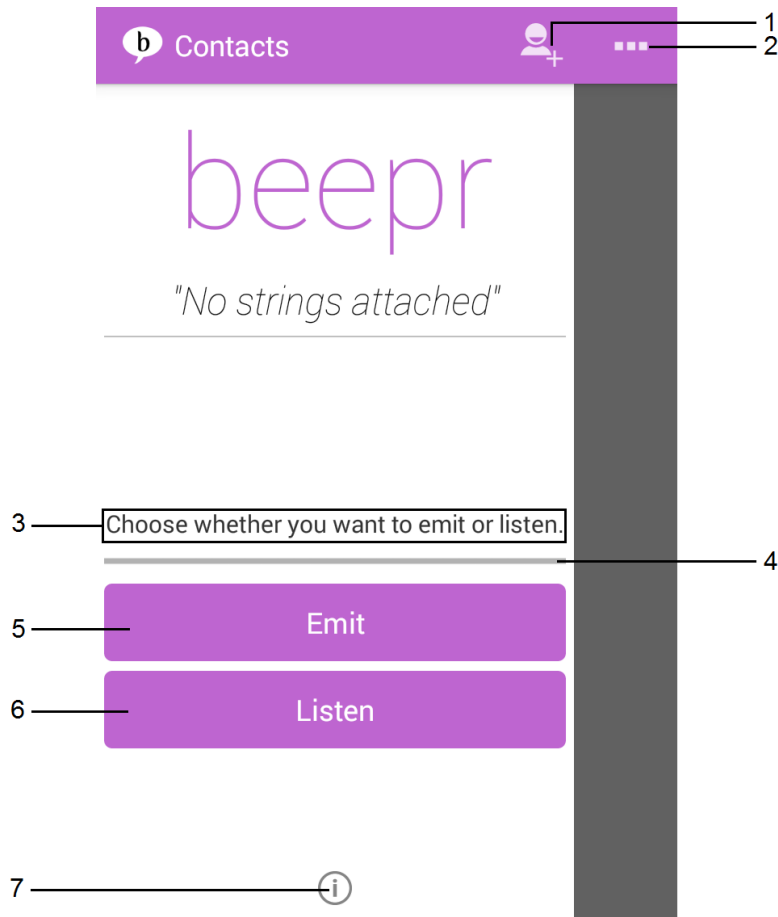 b Contacts
1
2
beepr
"No strings attached"
3
Choose whether you want to emit or listen.
4
5
Emit
6
Listen
7
i